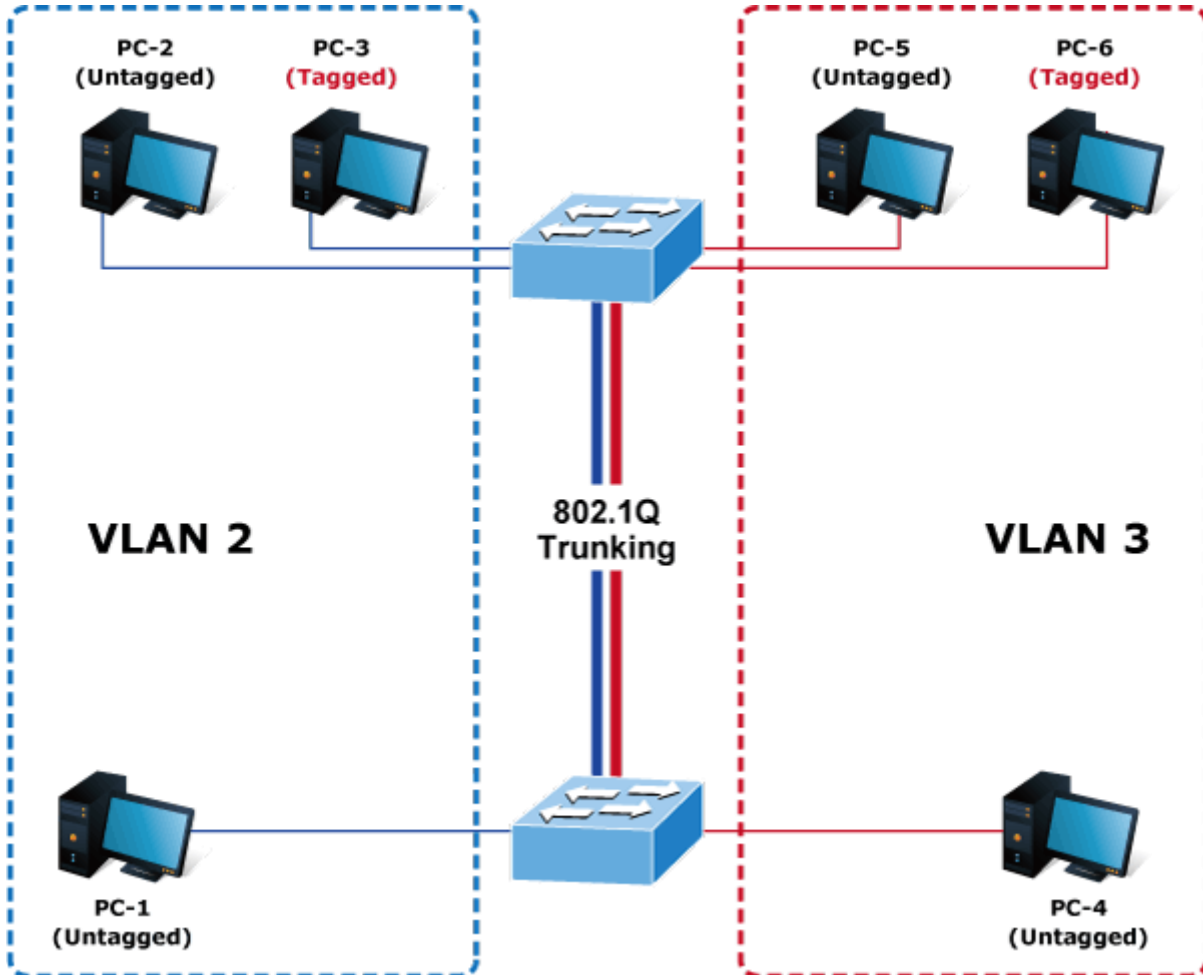 PC-2
(Untagged)
PC-3
(Tagged)
PC-5
(Untagged)
PC-6
(Tagged)
802.1Q
Trunking
VLAN 2
VLAN 3
PC-1
(Untagged)
PC-4
(Untagged)